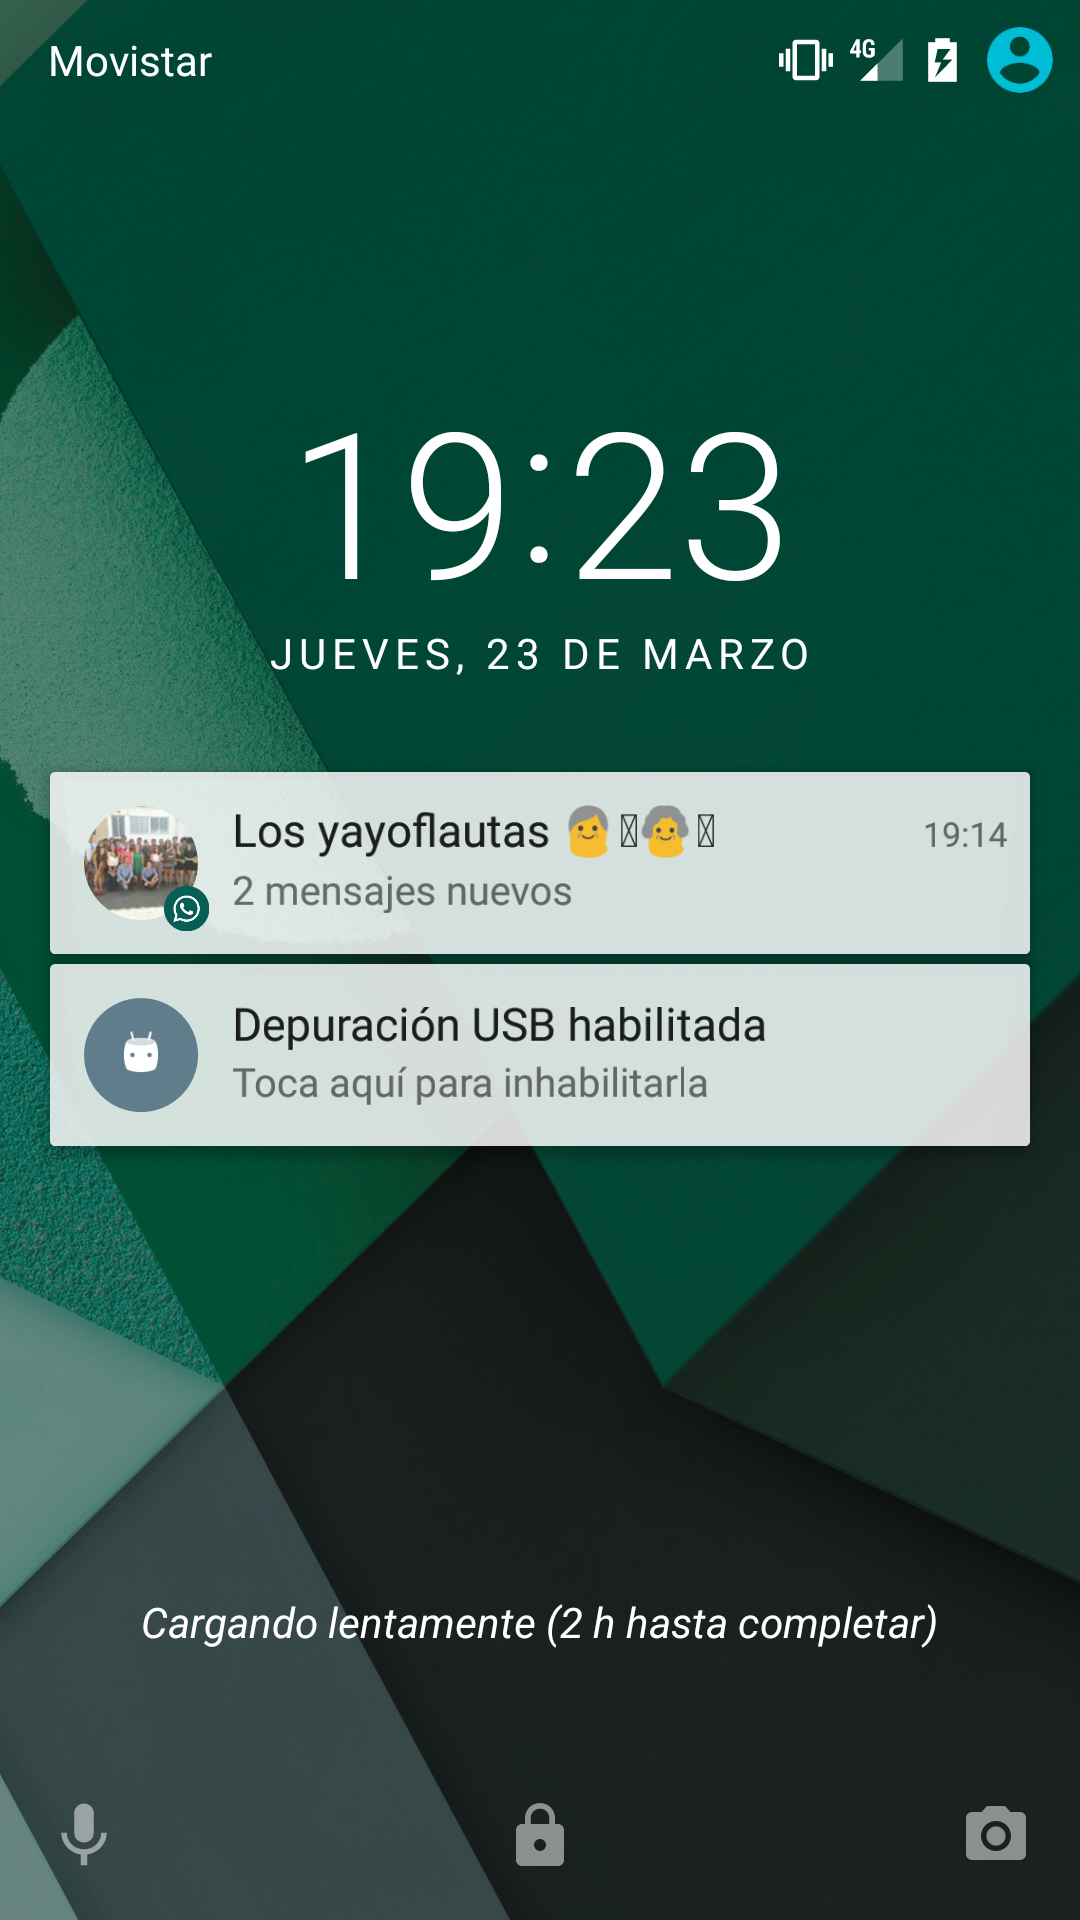 Movistar
4G
19:23
JUEVES, 23 DE MARZO
Los yayoflautas 👴👵
19:14
2 mensajes nuevos
Depuración USB habilitada
Toca aquí para inhabilitarla
Cargando lentamente (2 h hasta completar)